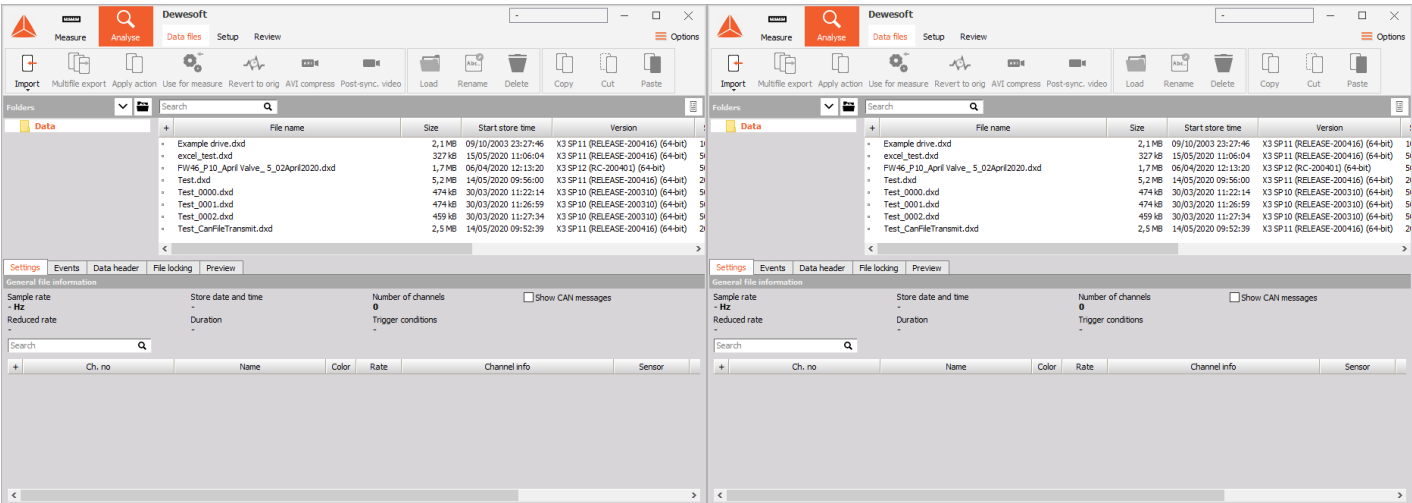 Dewesoft
-
Measure
Analyse
Data files Setup Review
Options
Import Multifile export Apply action Use for measure Revert to orig AVI compress Post-sync. video Load Rename Delete Copy Cut Paste
Abc..
Folders
Search
Data
+ File name Size Start store time Version
Example drive.dxd 2,1 MB 09/10/2003 23:27:46 X3 SP11 (RELEASE-200416) (64-bit) 10
excel_test.dxd 327 kB 15/05/2020 11:06:04 X3 SP11 (RELEASE-200416) (64-bit) 50
FW46_P10_April Valve_ 5_02April2020.dxd 1,7 MB 06/04/2020 12:13:20 X3 SP12 (RC-200401) (64-bit) 50
Test.dxd 5,2 MB 14/05/2020 09:56:00 X3 SP11 (RELEASE-200416) (64-bit) 20
Test_0000.dxd 474 kB 30/03/2020 11:22:14 X3 SP10 (RELEASE-200310) (64-bit) 50
Test_0001.dxd 474 kB 30/03/2020 11:26:59 X3 SP10 (RELEASE-200310) (64-bit) 50
Test_0002.dxd 459 kB 30/03/2020 11:27:34 X3 SP10 (RELEASE-200310) (64-bit) 50
Test_CanFileTransmit.dxd 2,5 MB 14/05/2020 09:52:39 X3 SP11 (RELEASE-200416) (64-bit) 20
Settings Events Data header File locking Preview
General file information
Sample rate Store date and time Number of channels Show CAN messages
- Hz - 0
Reduced rate Duration Trigger conditions
- - -
Search
+ Ch. no Name Color Rate Channel info Sensor
Dewesoft
-
Measure
Analyse
Data files Setup Review
Options
Import Multifile export Apply action Use for measure Revert to orig AVI compress Post-sync. video Load Rename Delete Copy Cut Paste
Abc..
Folders
Search
Data
+ File name Size Start store time Version
Example drive.dxd 2,1 MB 09/10/2003 23:27:46 X3 SP11 (RELEASE-200416) (64-bit) 10
excel_test.dxd 327 kB 15/05/2020 11:06:04 X3 SP11 (RELEASE-200416) (64-bit) 50
FW46_P10_April Valve_ 5_02April2020.dxd 1,7 MB 06/04/2020 12:13:20 X3 SP12 (RC-200401) (64-bit) 50
Test.dxd 5,2 MB 14/05/2020 09:56:00 X3 SP11 (RELEASE-200416) (64-bit) 20
Test_0000.dxd 474 kB 30/03/2020 11:22:14 X3 SP10 (RELEASE-200310) (64-bit) 50
Test_0001.dxd 474 kB 30/03/2020 11:26:59 X3 SP10 (RELEASE-200310) (64-bit) 50
Test_0002.dxd 459 kB 30/03/2020 11:27:34 X3 SP10 (RELEASE-200310) (64-bit) 50
Test_CanFileTransmit.dxd 2,5 MB 14/05/2020 09:52:39 X3 SP11 (RELEASE-200416) (64-bit) 20
Settings Events Data header File locking Preview
General file information
Sample rate Store date and time Number of channels Show CAN messages
- Hz - 0
Reduced rate Duration Trigger conditions
- - -
Search
+ Ch. no Name Color Rate Channel info Sensor